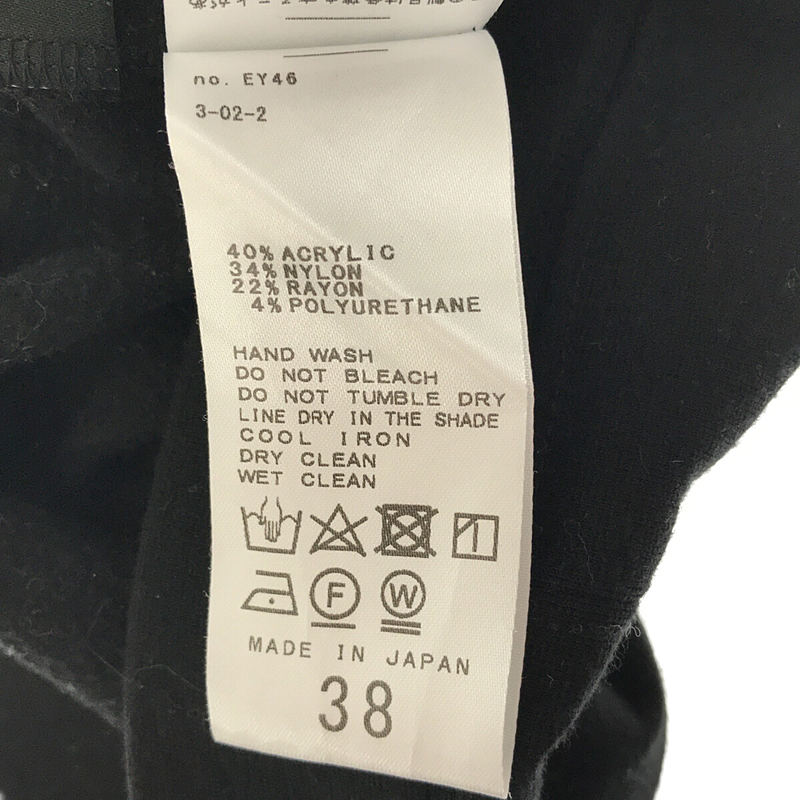 no. EY46
3-02-2
40% ACRYLIC
34% NYLON
22% RAYON
4% POLYURETHANE
HAND WASH
DO NOT BLEACH
DO NOT TUMBLE DRY
LINE DRY IN THE SHADE
COOL IRON
DRY CLEAN
WET CLEAN
F W
MADE IN JAPAN
38